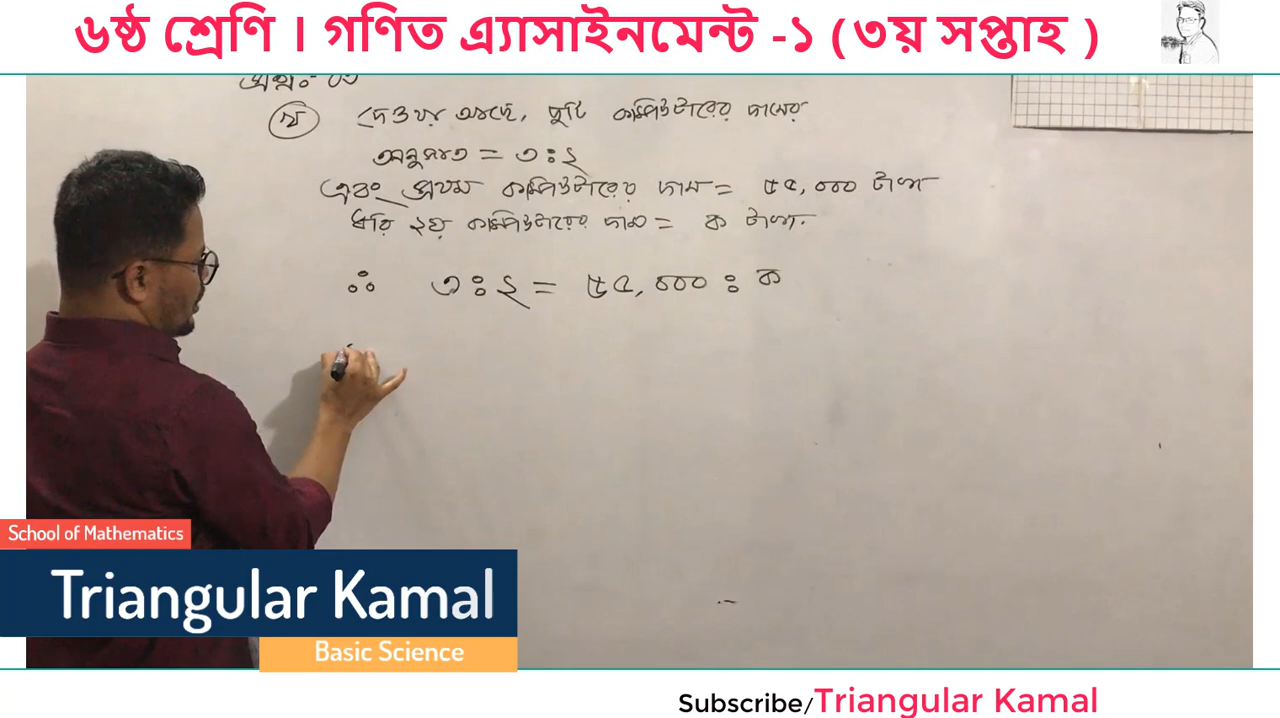 ৬ষ্ঠ শ্রেণি । গণিত এ্যাসাইনমেন্ট -১ ( ৩য় সপ্তাহ )
দেওয়া আছে, দুটি কম্পিউটারের দামের
অনুপাত = ৩ : ২
এবং প্রথম কম্পিউটারের দাম = ৫৫,০০০ টাকা
ধরি ২য় কম্পিউটারের দাম = ক টাকা.
∴ ৩ : ২ = ৫৫,০০০ : ক
School of Mathematics
Triangular Kamal
Basic Science
Subscribe/Triangular Kamal